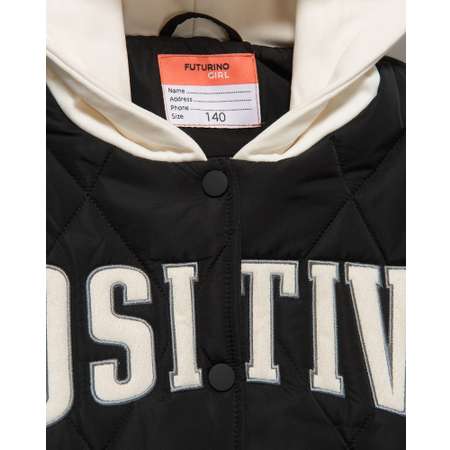 FUTURINO
GIRL
Name
Address
Phone
Size 140
OSITIV